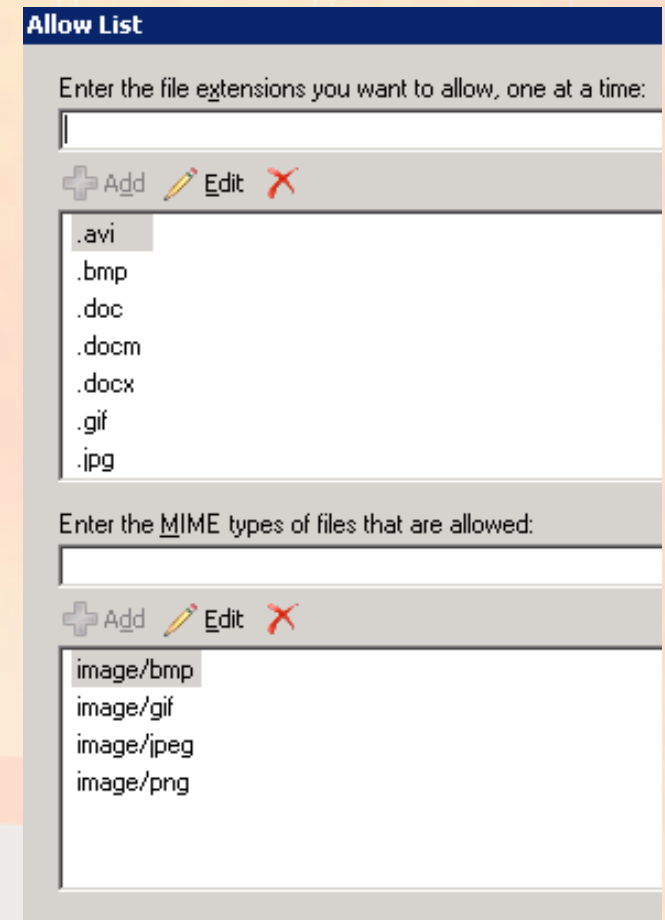 Allow List
Enter the file extensions you want to allow, one at a time:
Add Edit
.avi
.bmp
.doc
.docm
.docx
.gif
.jpg
Enter the MIME types of files that are allowed:
Add Edit
image/bmp
image/gif
image/jpeg
image/png